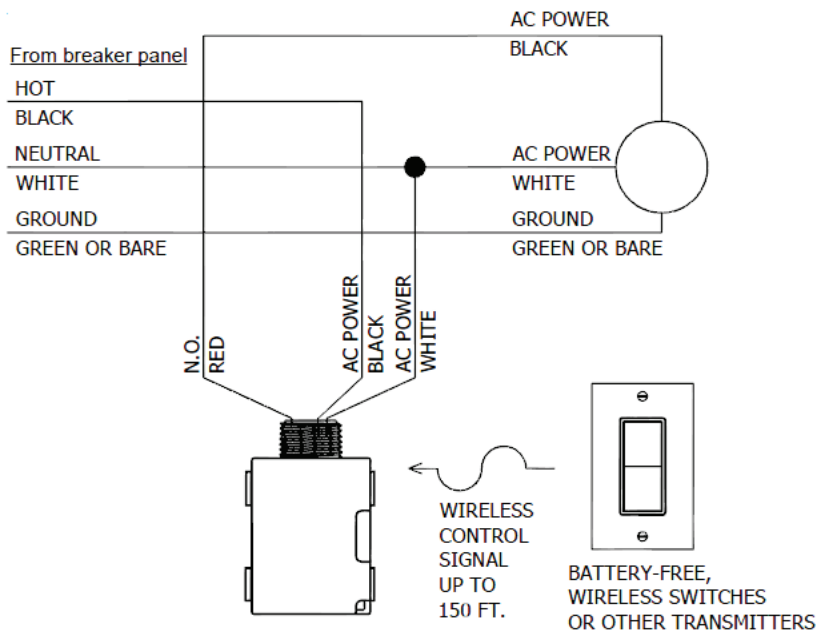 AC POWER
BLACK
From breaker panel
HOT
BLACK
NEUTRAL
WHITE
GROUND
GREEN OR BARE
AC POWER
WHITE
GROUND
GREEN OR BARE
N.O.
RED
AC POWER
BLACK
AC POWER
WHITE
WIRELESS
CONTROL
SIGNAL
UP TO
150 FT.
BATTERY-FREE,
WIRELESS SWITCHES
OR OTHER TRANSMITTERS